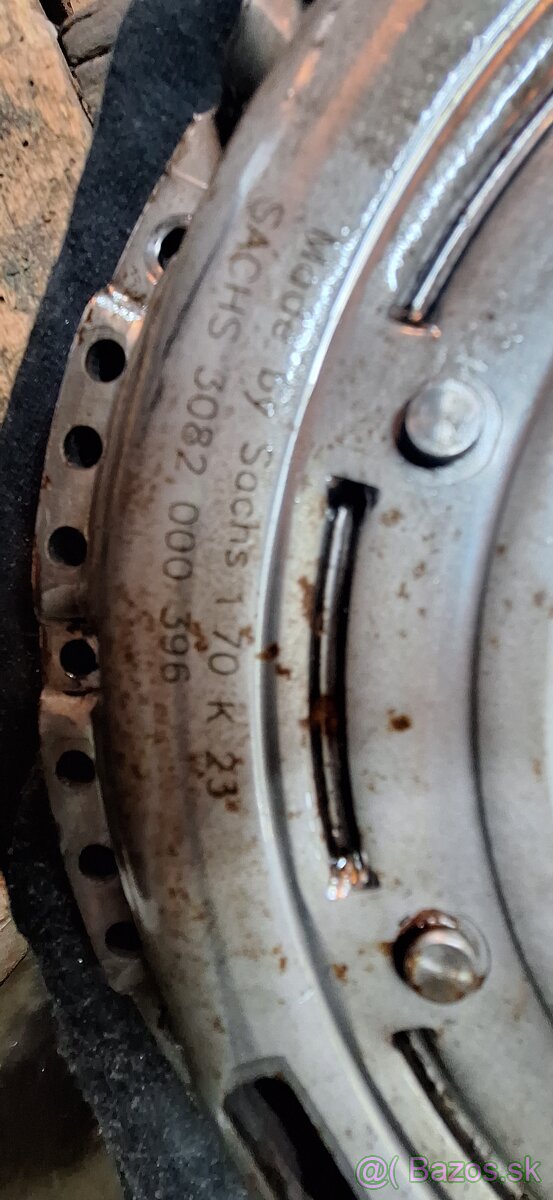 Made by Sachs 1 70 K 23
SACHS 3082 000 396
@( Bazos.sk